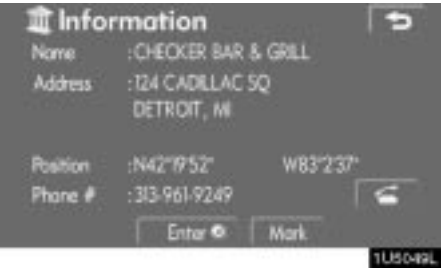 Information
Name :CHECKER BAR & GRILL
Address :124 CADILLAC SQ
DETROIT, MI
Position :N42°19'52" W83°2'37"
Phone # :313-961-9249
Enter Mark
1U5049L